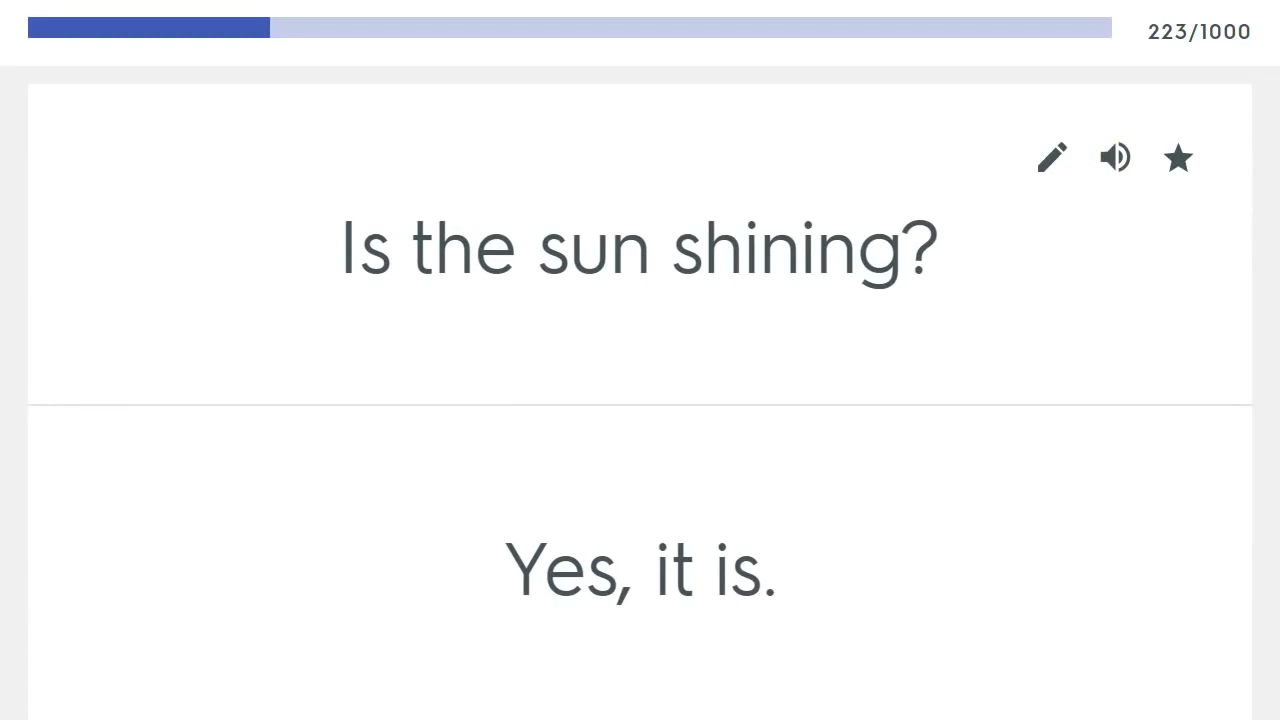 223/1000
Is the sun shining?
Yes, it is.